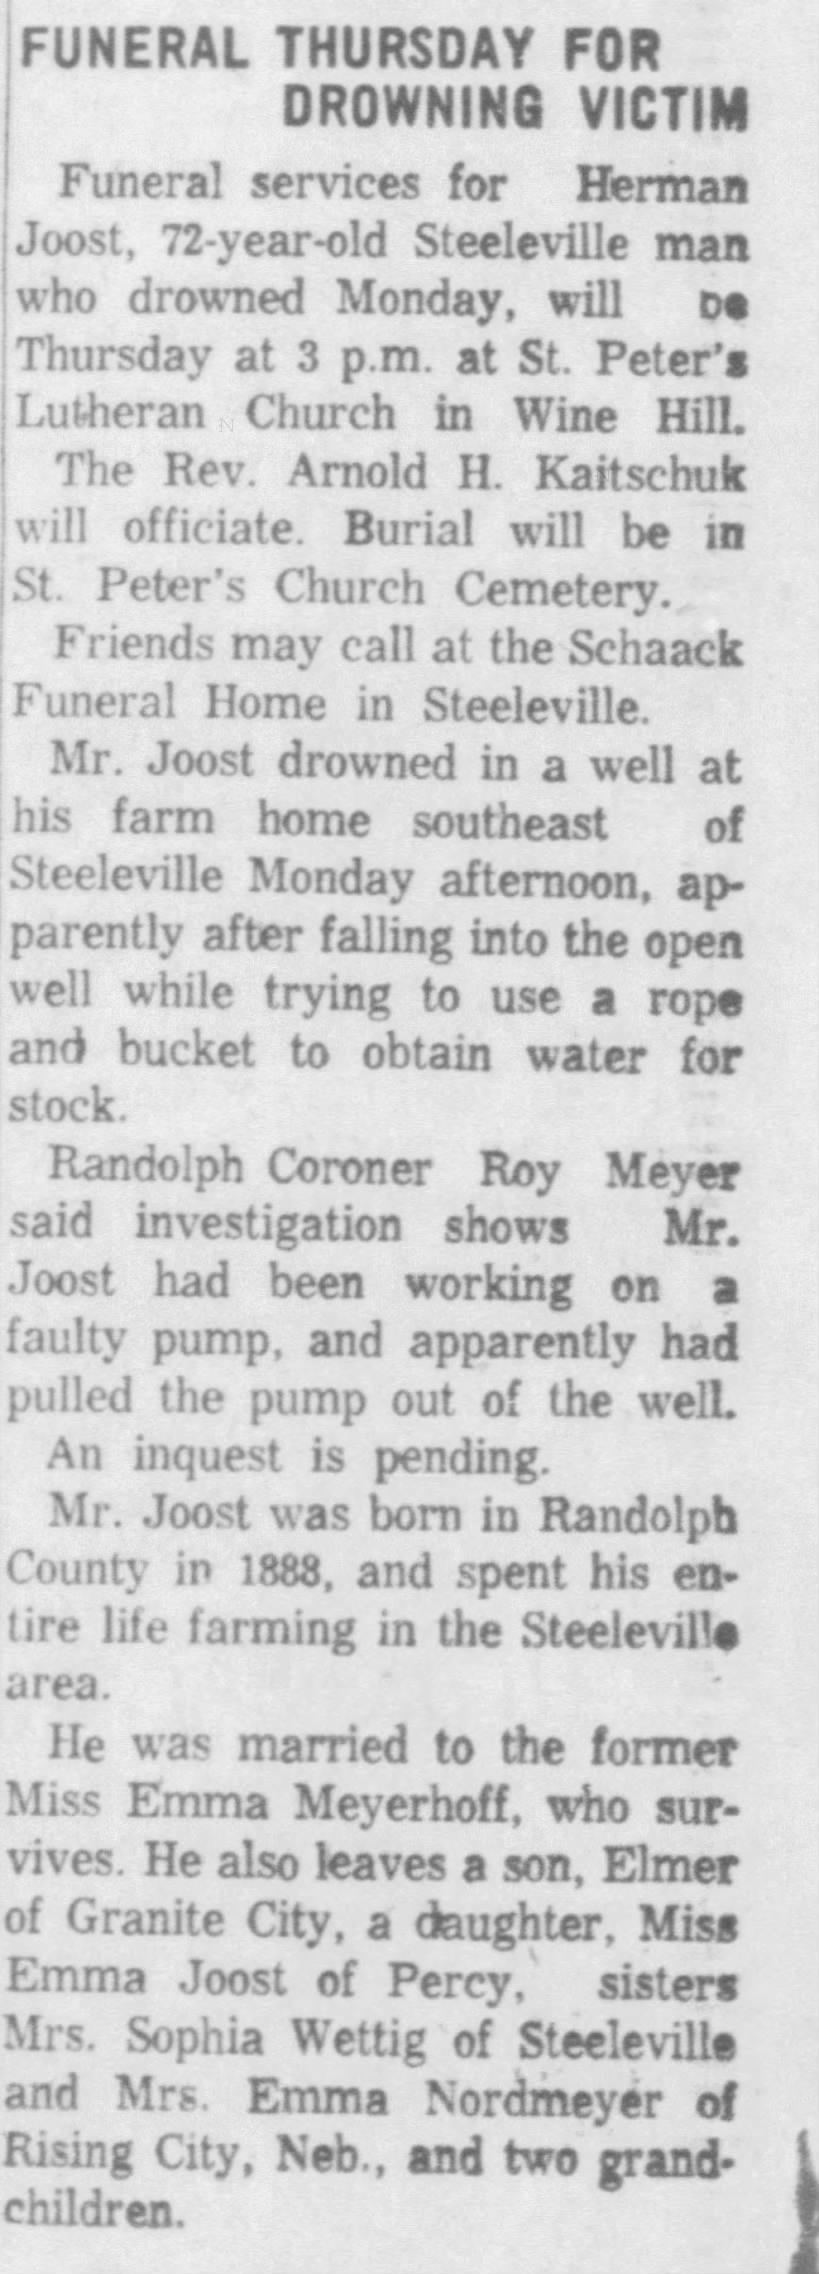 FUNERAL THURSDAY FOR
DROWNING VICTIM
Funeral services for Herman
Joost, 72-year-old Steeleville man
who drowned Monday, will be
Thursday at 3 p.m. at St. Peter's
Lutheran Church in Wine Hill.
The Rev. Arnold H. Kaitschuk
will officiate. Burial will be in
St. Peter's Church Cemetery.
Friends may call at the Schaack
Funeral Home in Steeleville.
Mr. Joost drowned in a well at
his farm home southeast of
Steeleville Monday afternoon, ap-
parently after falling into the open
well while trying to use a rope
and bucket to obtain water for
stock.
Randolph Coroner Roy Meyer
said investigation shows Mr.
Joost had been working on a
faulty pump, and apparently had
pulled the pump out of the well.
An inquest is pending.
Mr. Joost was born in Randolph
County in 1888, and spent his en-
tire life farming in the Steeleville
area.
He was married to the former
Miss Emma Meyerhoff, who sur-
vives. He also leaves a son, Elmer
of Granite City, a daughter, Miss
Emma Joost of Percy, sisters
Mrs. Sophia Wettig of Steeleville
and Mrs. Emma Nordmeyer of
Rising City, Neb., and two grand-
children.